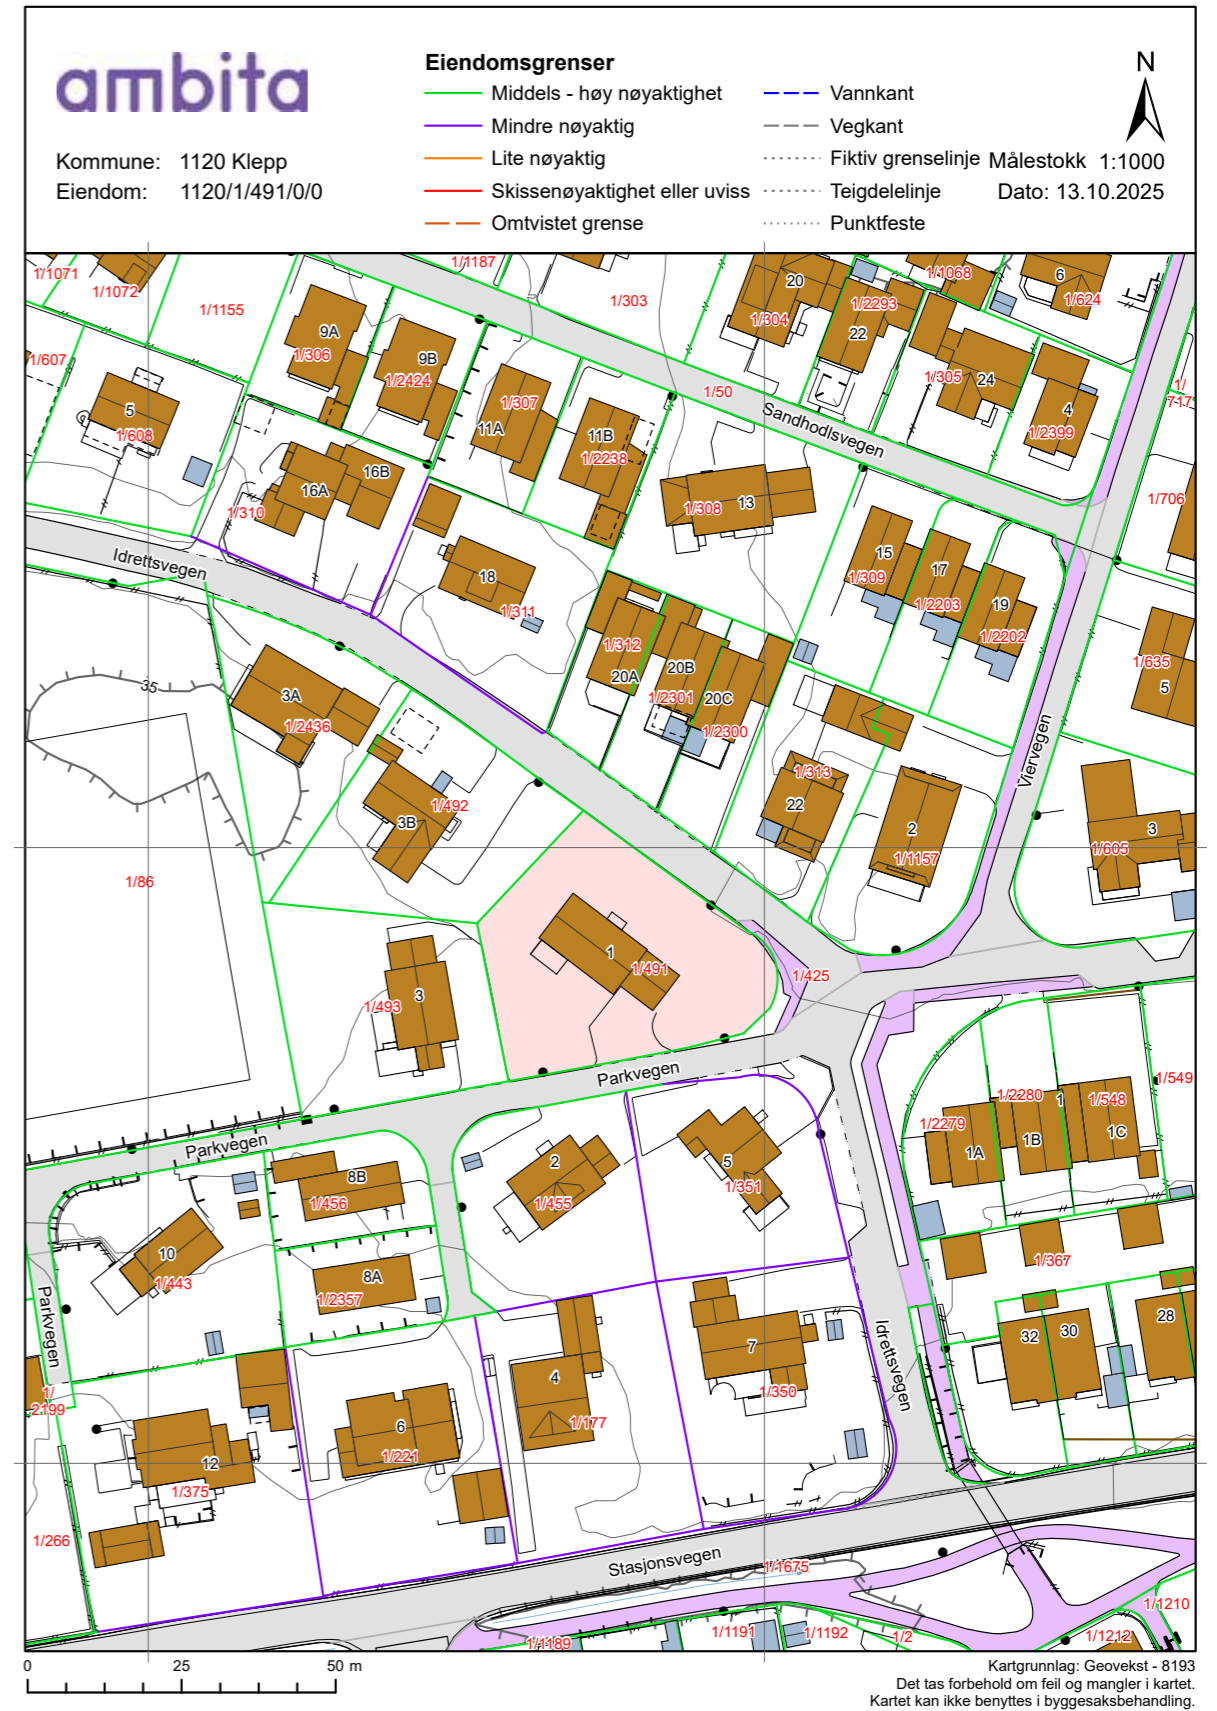 ambita
Kommune: 1120 Klepp
Eiendom: 1120/1/491/0/0
Eiendomsgrenser
Middels - høy nøyaktighet
Mindre nøyaktig
Lite nøyaktig
Skissenøyaktighet eller uviss
Omtvistet grense
Vannkant
Vegkant
Fiktiv grenselinje
Teigdelelinje
Punktfeste
N
Målestokk 1:1000
Dato: 13.10.2025
1/1071
1/1072
1/1155
1/1187
1/303
20
1/304
1/2293
22
1/1068
6
1/624
1/607
9A
1/306
9B
1/2424
1/307
11A
11B
1/2238
1/50
Sandhodlsvegen
1/305
24
4
1/2399
1/
717
5
1/608
16B
16A
1/310
1/308
13
1/706
Idrettsvegen
18
1/311
15
1/309
17
1/2203
19
1/2202
1/312
20A
20B
1/2301
20C
1/2300
1/635
5
35
3A
1/2436
Viervegen
1/313
22
2
1/1157
3
1/605
1/492
3B
1/86
1
1/491
1/425
3
1/493
Parkvegen
1/549
1/2280
1
1/548
1/2279
1A
1B
1C
Parkvegen
8B
1/456
2
1/455
5
1/351
10
1/443
8A
1/2357
1/367
Parkvegen
7
1/350
Idrettsvegen
32
30
28
1/
2199
4
1/177
6
1/221
12
1/375
1/266
Stasjonsvegen
1/1675
1/1189
1/1191
1/1192
1/2
1/1210
1/1212
0 25 50 m
Kartgrunnlag: Geovekst - 8193
Det tas forbehold om feil og mangler i kartet.
Kartet kan ikke benyttes i byggesaksbehandling.